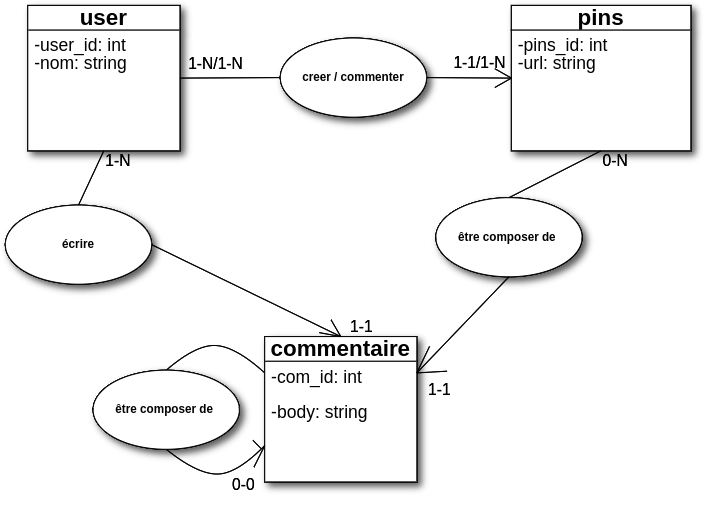 user
-user_id: int
-nom: string
1-N/1-N
creer / commenter
1-1/1-N
pins
-pins_id: int
-url: string
1-N
0-N
écrire
être composer de
1-1
commentaire
-com_id: int
-body: string
1-1
être composer de
0-0